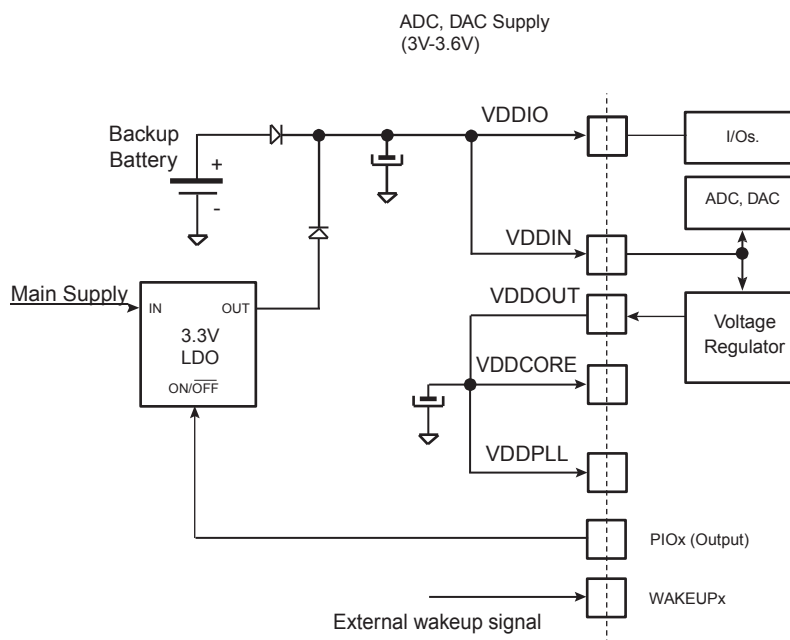 ADC, DAC Supply
(3V-3.6V)
VDDIO
I/Os.
Backup
Battery
+
-
ADC, DAC
VDDIN
Main Supply
IN
OUT
3.3V
LDO
ON/OFF
VDDOUT
Voltage
Regulator
VDDCORE
VDDPLL
PIOx (Output)
WAKEUPx
External wakeup signal